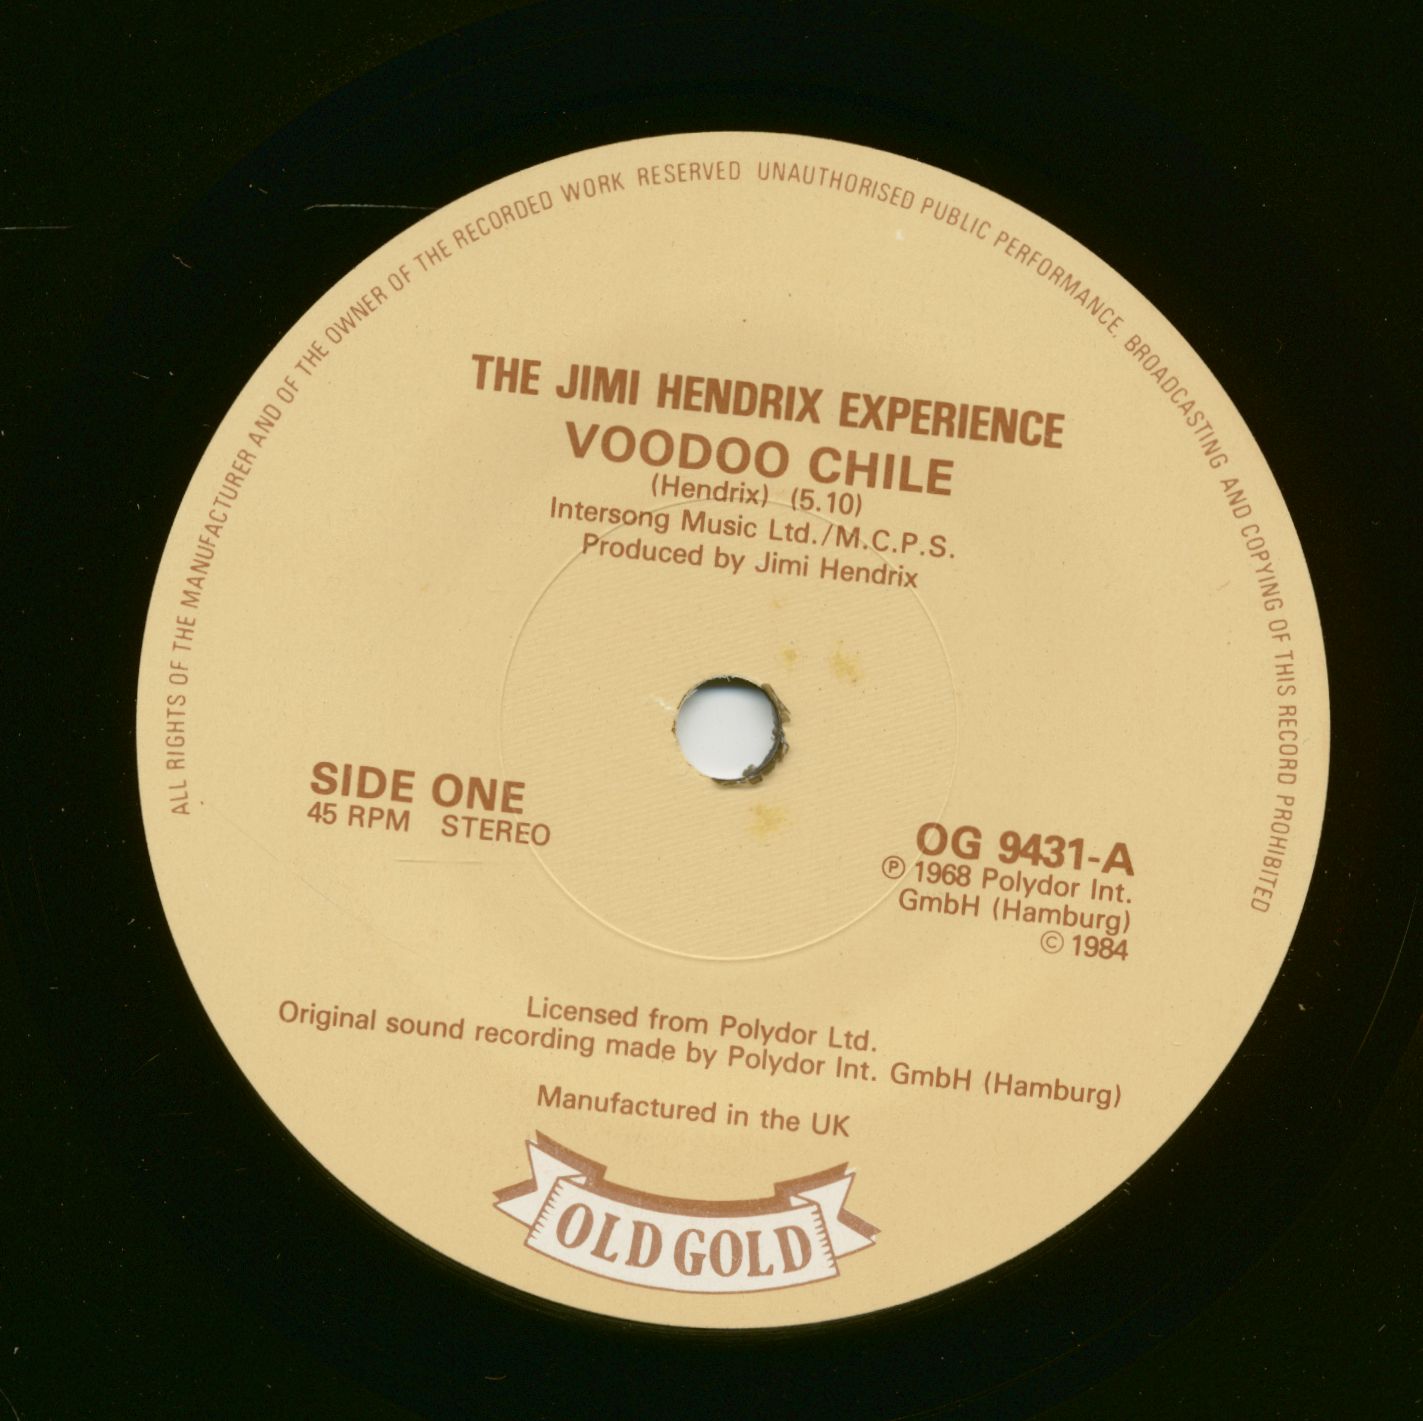 ALL RIGHTS OF THE MANUFACTURER AND OF THE OWNER OF THE RECORDED WORK RESERVED UNAUTHORISED PUBLIC PERFORMANCE, BROADCASTING AND COPYING OF THIS RECORD PROHIBITED
THE JIMI HENDRIX EXPERIENCE
VOODOO CHILE
(Hendrix) (5.10)
Intersong Music Ltd./M.C.P.S.
Produced by Jimi Hendrix
SIDE ONE
45 RPM STEREO
OG 9431-A
Ⓟ 1968 Polydor Int.
GmbH (Hamburg)
© 1984
Licensed from Polydor Ltd.
Original sound recording made by Polydor Int. GmbH (Hamburg)
Manufactured in the UK
OLD GOLD